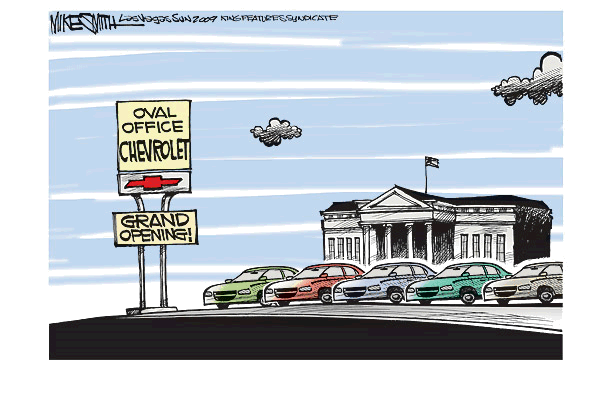 MIKE SMITH LAS VEGAS SUN 2009 KING FEATURES SYNDICATE
OVAL
OFFICE
CHEVROLET
GRAND
OPENING!